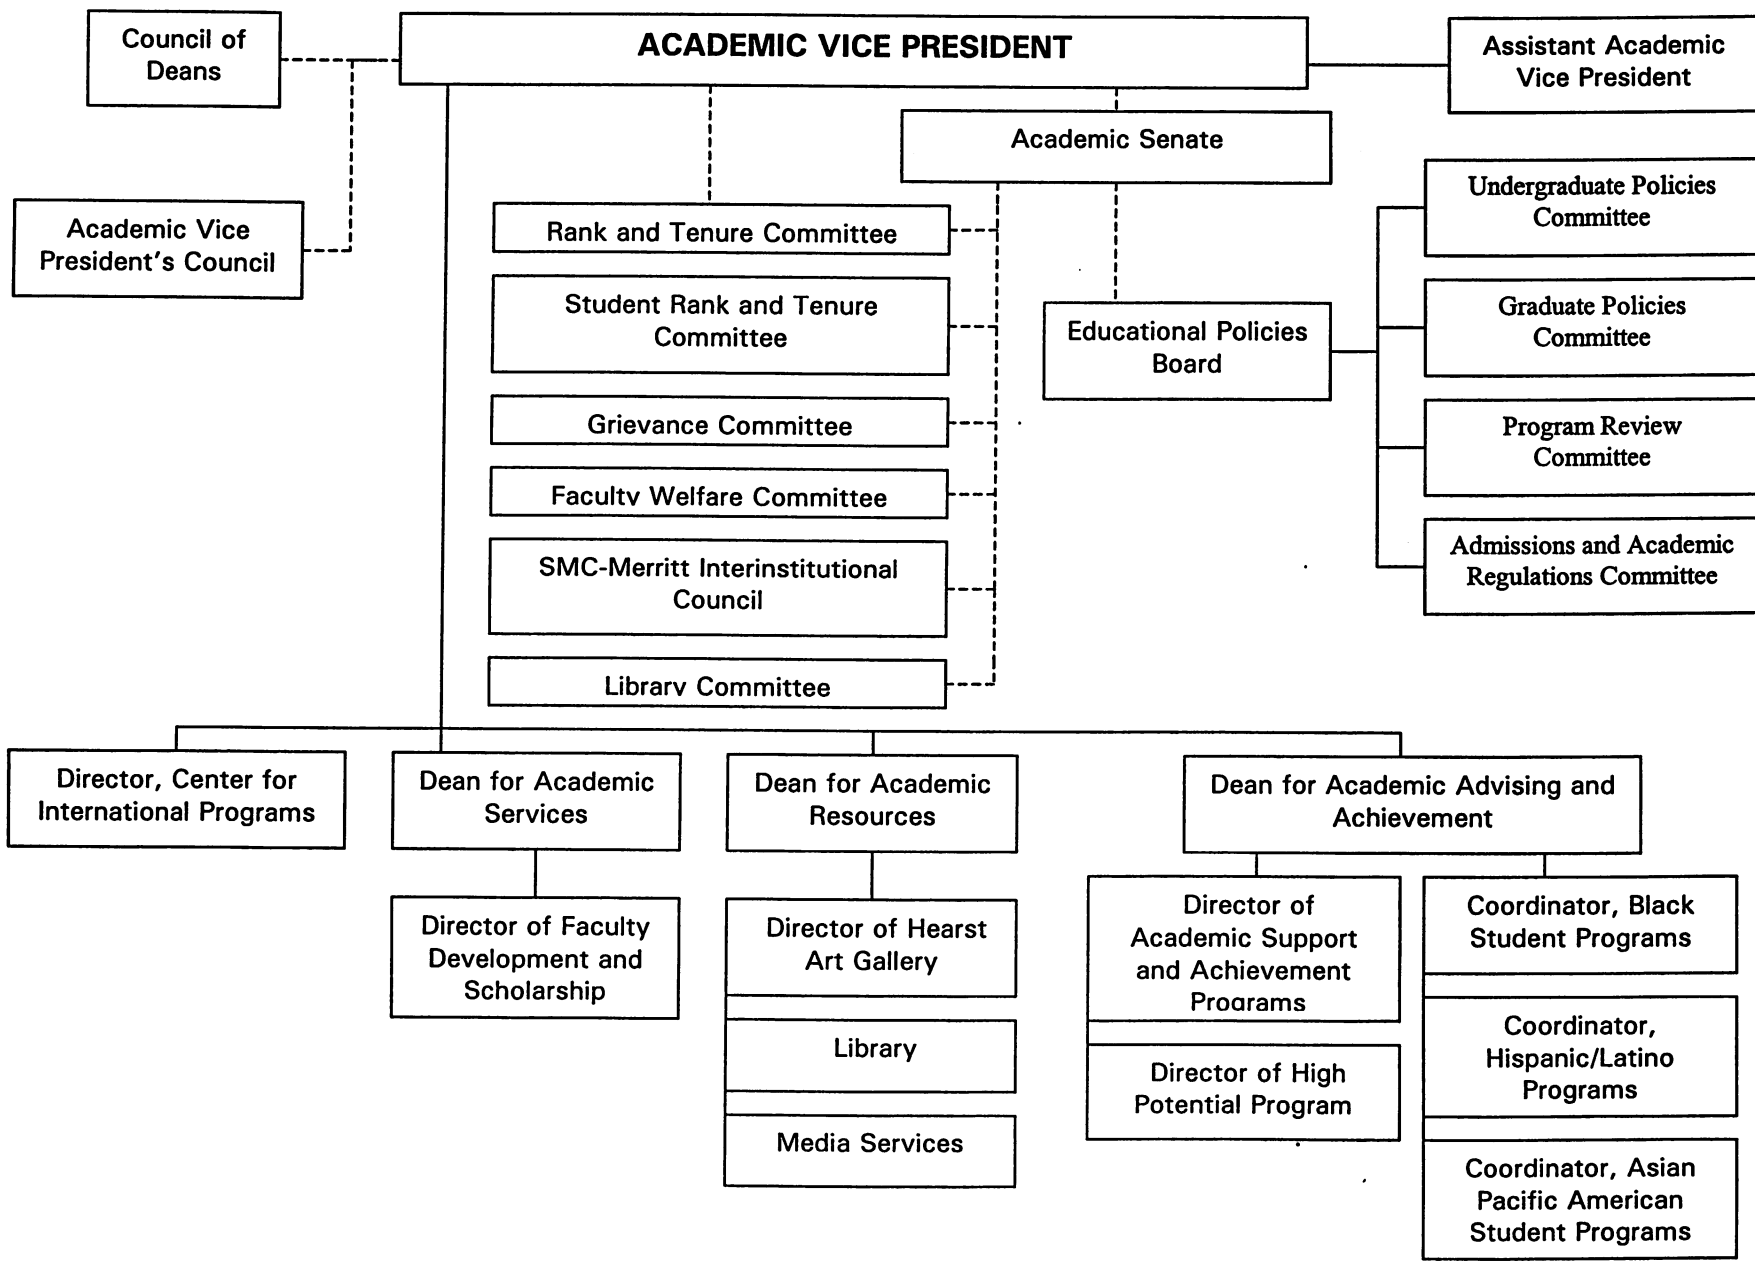 Council of
Deans
ACADEMIC VICE PRESIDENT
Assistant Academic
Vice President
Academic Senate
Academic Vice
President's Council
Rank and Tenure Committee
Student Rank and Tenure
Committee
Grievance Committee
Faculty Welfare Committee
SMC-Merritt Interinstitutional
Council
Library Committee
Educational Policies
Board
Undergraduate Policies
Committee
Graduate Policies
Committee
Program Review
Committee
Admissions and Academic
Regulations Committee
Director, Center for
International Programs
Dean for Academic
Services
Dean for Academic
Resources
Dean for Academic Advising and
Achievement
Director of Faculty
Development and
Scholarship
Director of Hearst
Art Gallery
Library
Media Services
Director of
Academic Support
and Achievement
Programs
Director of High
Potential Program
Coordinator, Black
Student Programs
Coordinator,
Hispanic/Latino
Programs
Coordinator, Asian
Pacific American
Student Programs